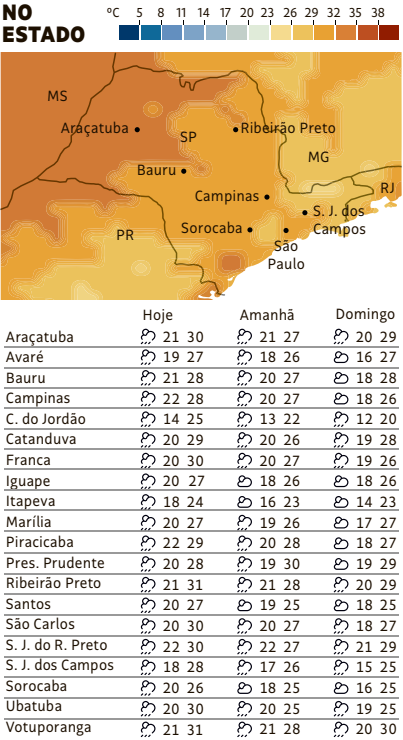 NO
ESTADO
ºC 5 8 11 14 17 20 23 26 29 32 35 38
MS
Araçatuba
SP
Ribeirão Preto
MG
Bauru
RJ
Campinas
S. J. dos
Campos
Sorocaba
PR
São
Paulo
Hoje Amanhã Domingo
Araçatuba 21 30 21 27 20 29
Avaré 19 27 18 26 16 27
Bauru 21 28 20 27 18 28
Campinas 22 28 20 27 18 26
C. do Jordão 14 25 13 22 12 20
Catanduva 20 29 20 26 19 28
Franca 20 30 20 27 19 26
Iguape 20 27 18 26 18 26
Itapeva 18 24 16 23 14 23
Marília 20 27 19 26 17 27
Piracicaba 22 29 20 28 18 27
Pres. Prudente 20 28 19 30 19 29
Ribeirão Preto 21 31 21 28 20 29
Santos 20 27 19 25 18 25
São Carlos 20 30 20 27 18 27
S. J. do R. Preto 22 30 22 27 21 29
S. J. dos Campos 18 28 17 26 15 25
Sorocaba 20 26 18 25 16 25
Ubatuba 20 30 20 25 19 25
Votuporanga 21 31 21 28 20 30